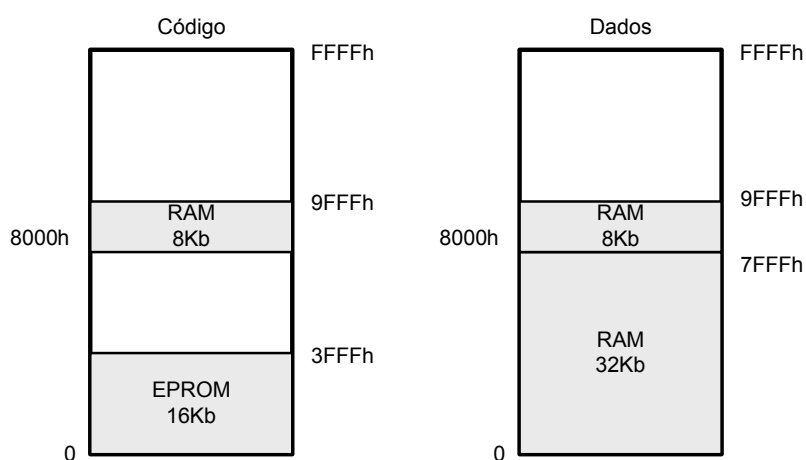 Código
FFFFh
9FFFh
RAM
8Kb
8000h
3FFFh
EPROM
16Kb
0
Dados
FFFFh
9FFFh
RAM
8Kb
8000h
7FFFh
RAM
32Kb
0